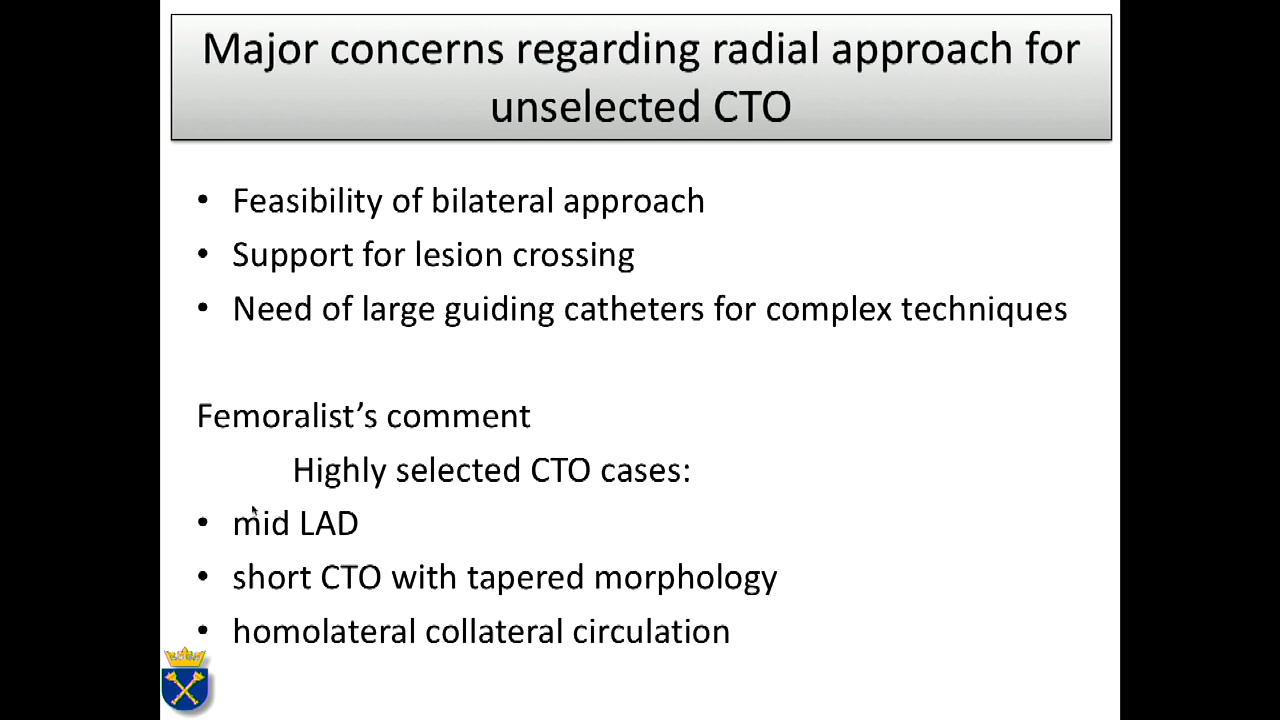 Major concerns regarding radial approach for
unselected CTO
• Feasibility of bilateral approach
• Support for lesion crossing
• Need of large guiding catheters for complex techniques
Femoralist’s comment
Highly selected CTO cases:
• mid LAD
• short CTO with tapered morphology
• homolateral collateral circulation